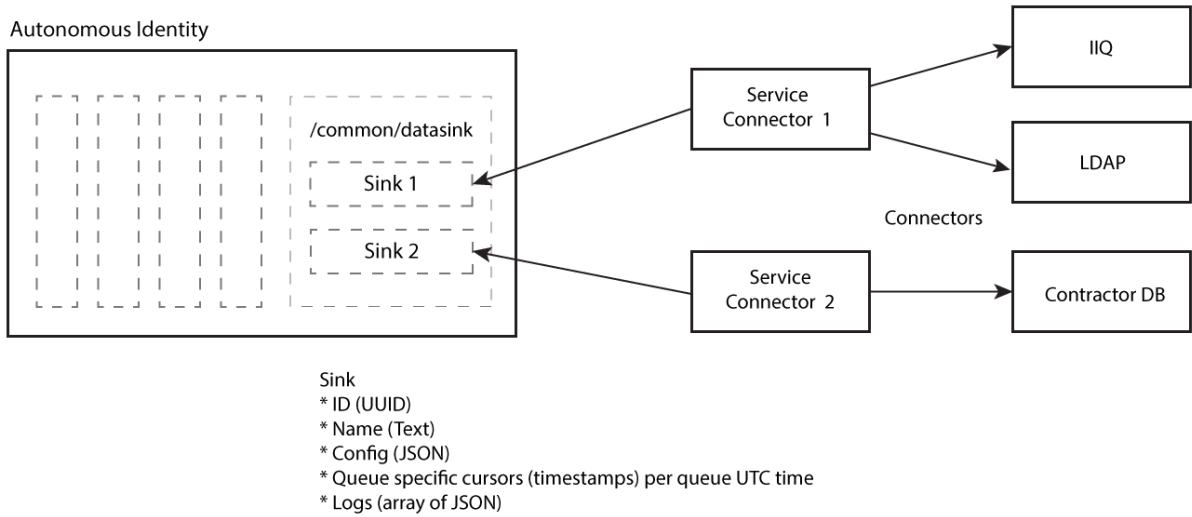 Autonomous Identity
/common/datasink
Sink 1
Sink 2
Service
Connector 1
Service
Connector 2
Connectors
IIQ
LDAP
Contractor DB
Sink
* ID (UUID)
* Name (Text)
* Config (JSON)
* Queue specific cursors (timestamps) per queue UTC time
* Logs (array of JSON)